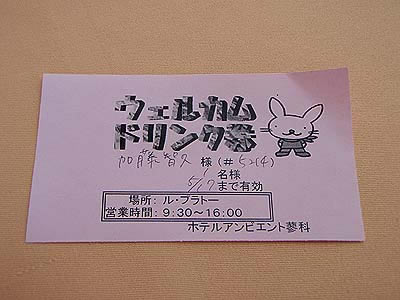 ウェルカム
ドリンク券
加藤智久 様(#5214)
1名様
5/17まで有効
場所: ル・プラトー
営業時間: 9:30~16:00
ホテルアンビエント蓼科